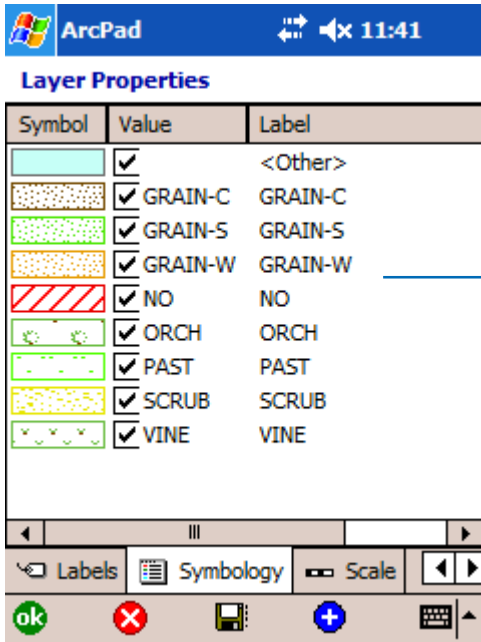 ArcPad 11:41
Layer Properties
Symbol Value Label
<Other>
GRAIN-C GRAIN-C
GRAIN-S GRAIN-S
GRAIN-W GRAIN-W
NO NO
ORCH ORCH
PAST PAST
SCRUB SCRUB
VINE VINE
Labels Symbology Scale
ok